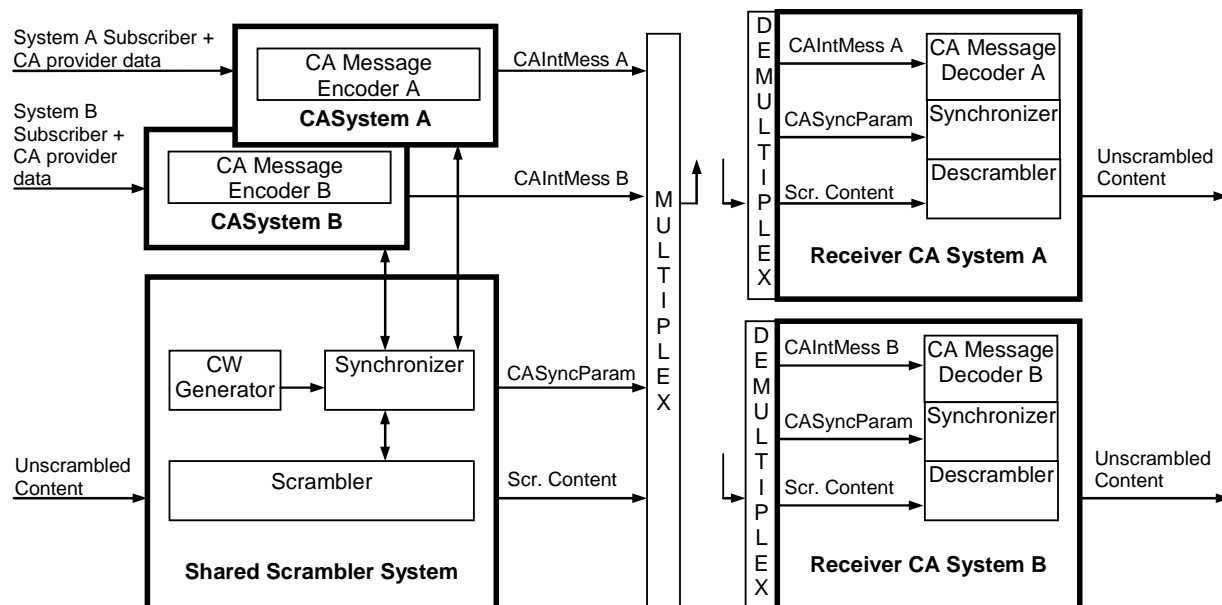 System A Subscriber +
CA provider data
CA Message
Encoder A
CASystem A
CAIntMess A
System B
Subscriber +
CA provider
data
CA Message
Encoder B
CASystem B
CAIntMess B
CW
Generator
Synchronizer
CASyncParam
Unscrambled
Content
Scrambler
Scr. Content
Shared Scrambler System
MULTIPLEX
DEMULTIPLEX
CAIntMess A
CA Message
Decoder A
CASyncParam
Synchronizer
Scr. Content
Descrambler
Receiver CA System A
Unscrambled
Content
DEMULTIPLEX
CAIntMess B
CA Message
Decoder B
CASyncParam
Synchronizer
Scr. Content
Descrambler
Receiver CA System B
Unscrambled
Content